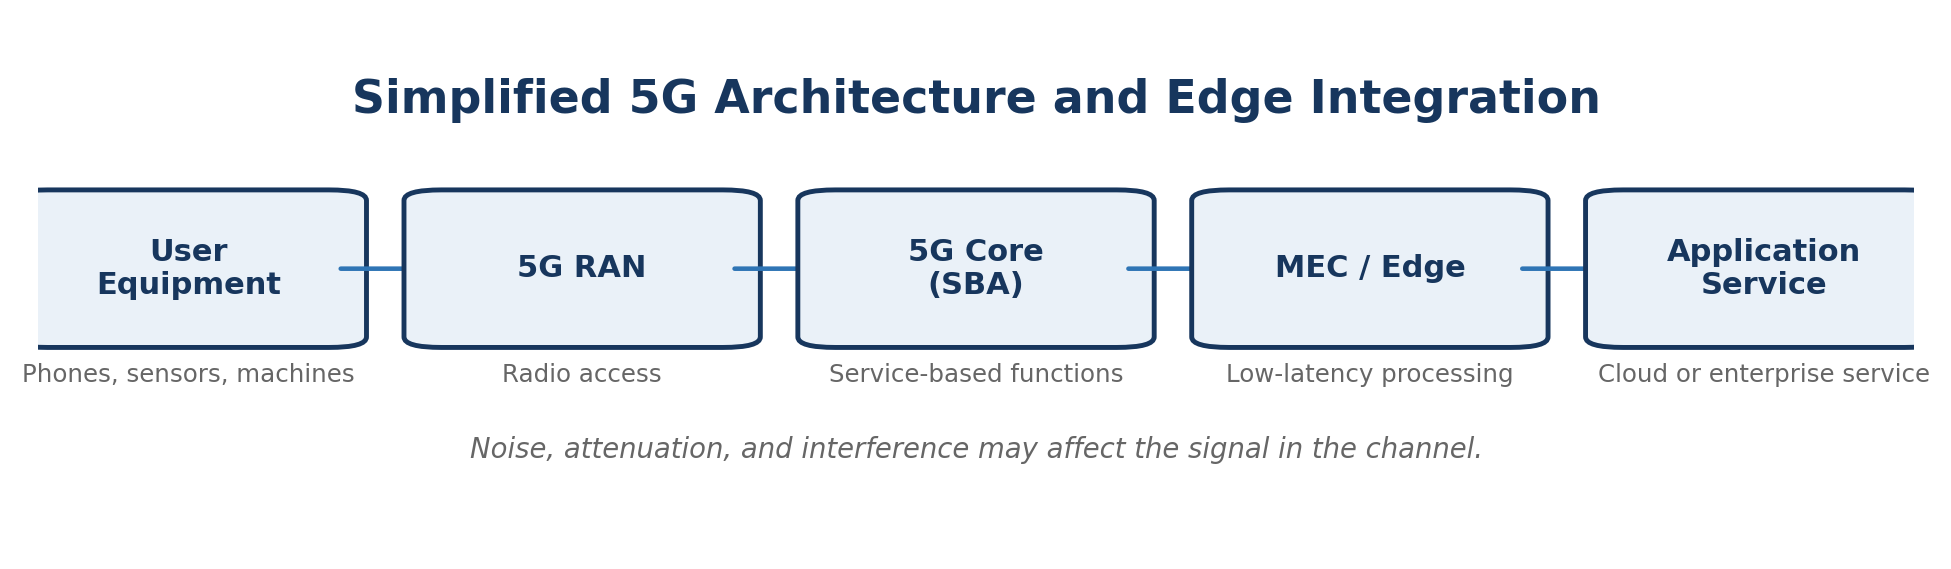 Simplified 5G Architecture and Edge Integration
User
Equipment
5G RAN
5G Core
(SBA)
MEC / Edge
Application
Service
Phones, sensors, machines
Radio access
Service-based functions
Low-latency processing
Cloud or enterprise service
Noise, attenuation, and interference may affect the signal in the channel.